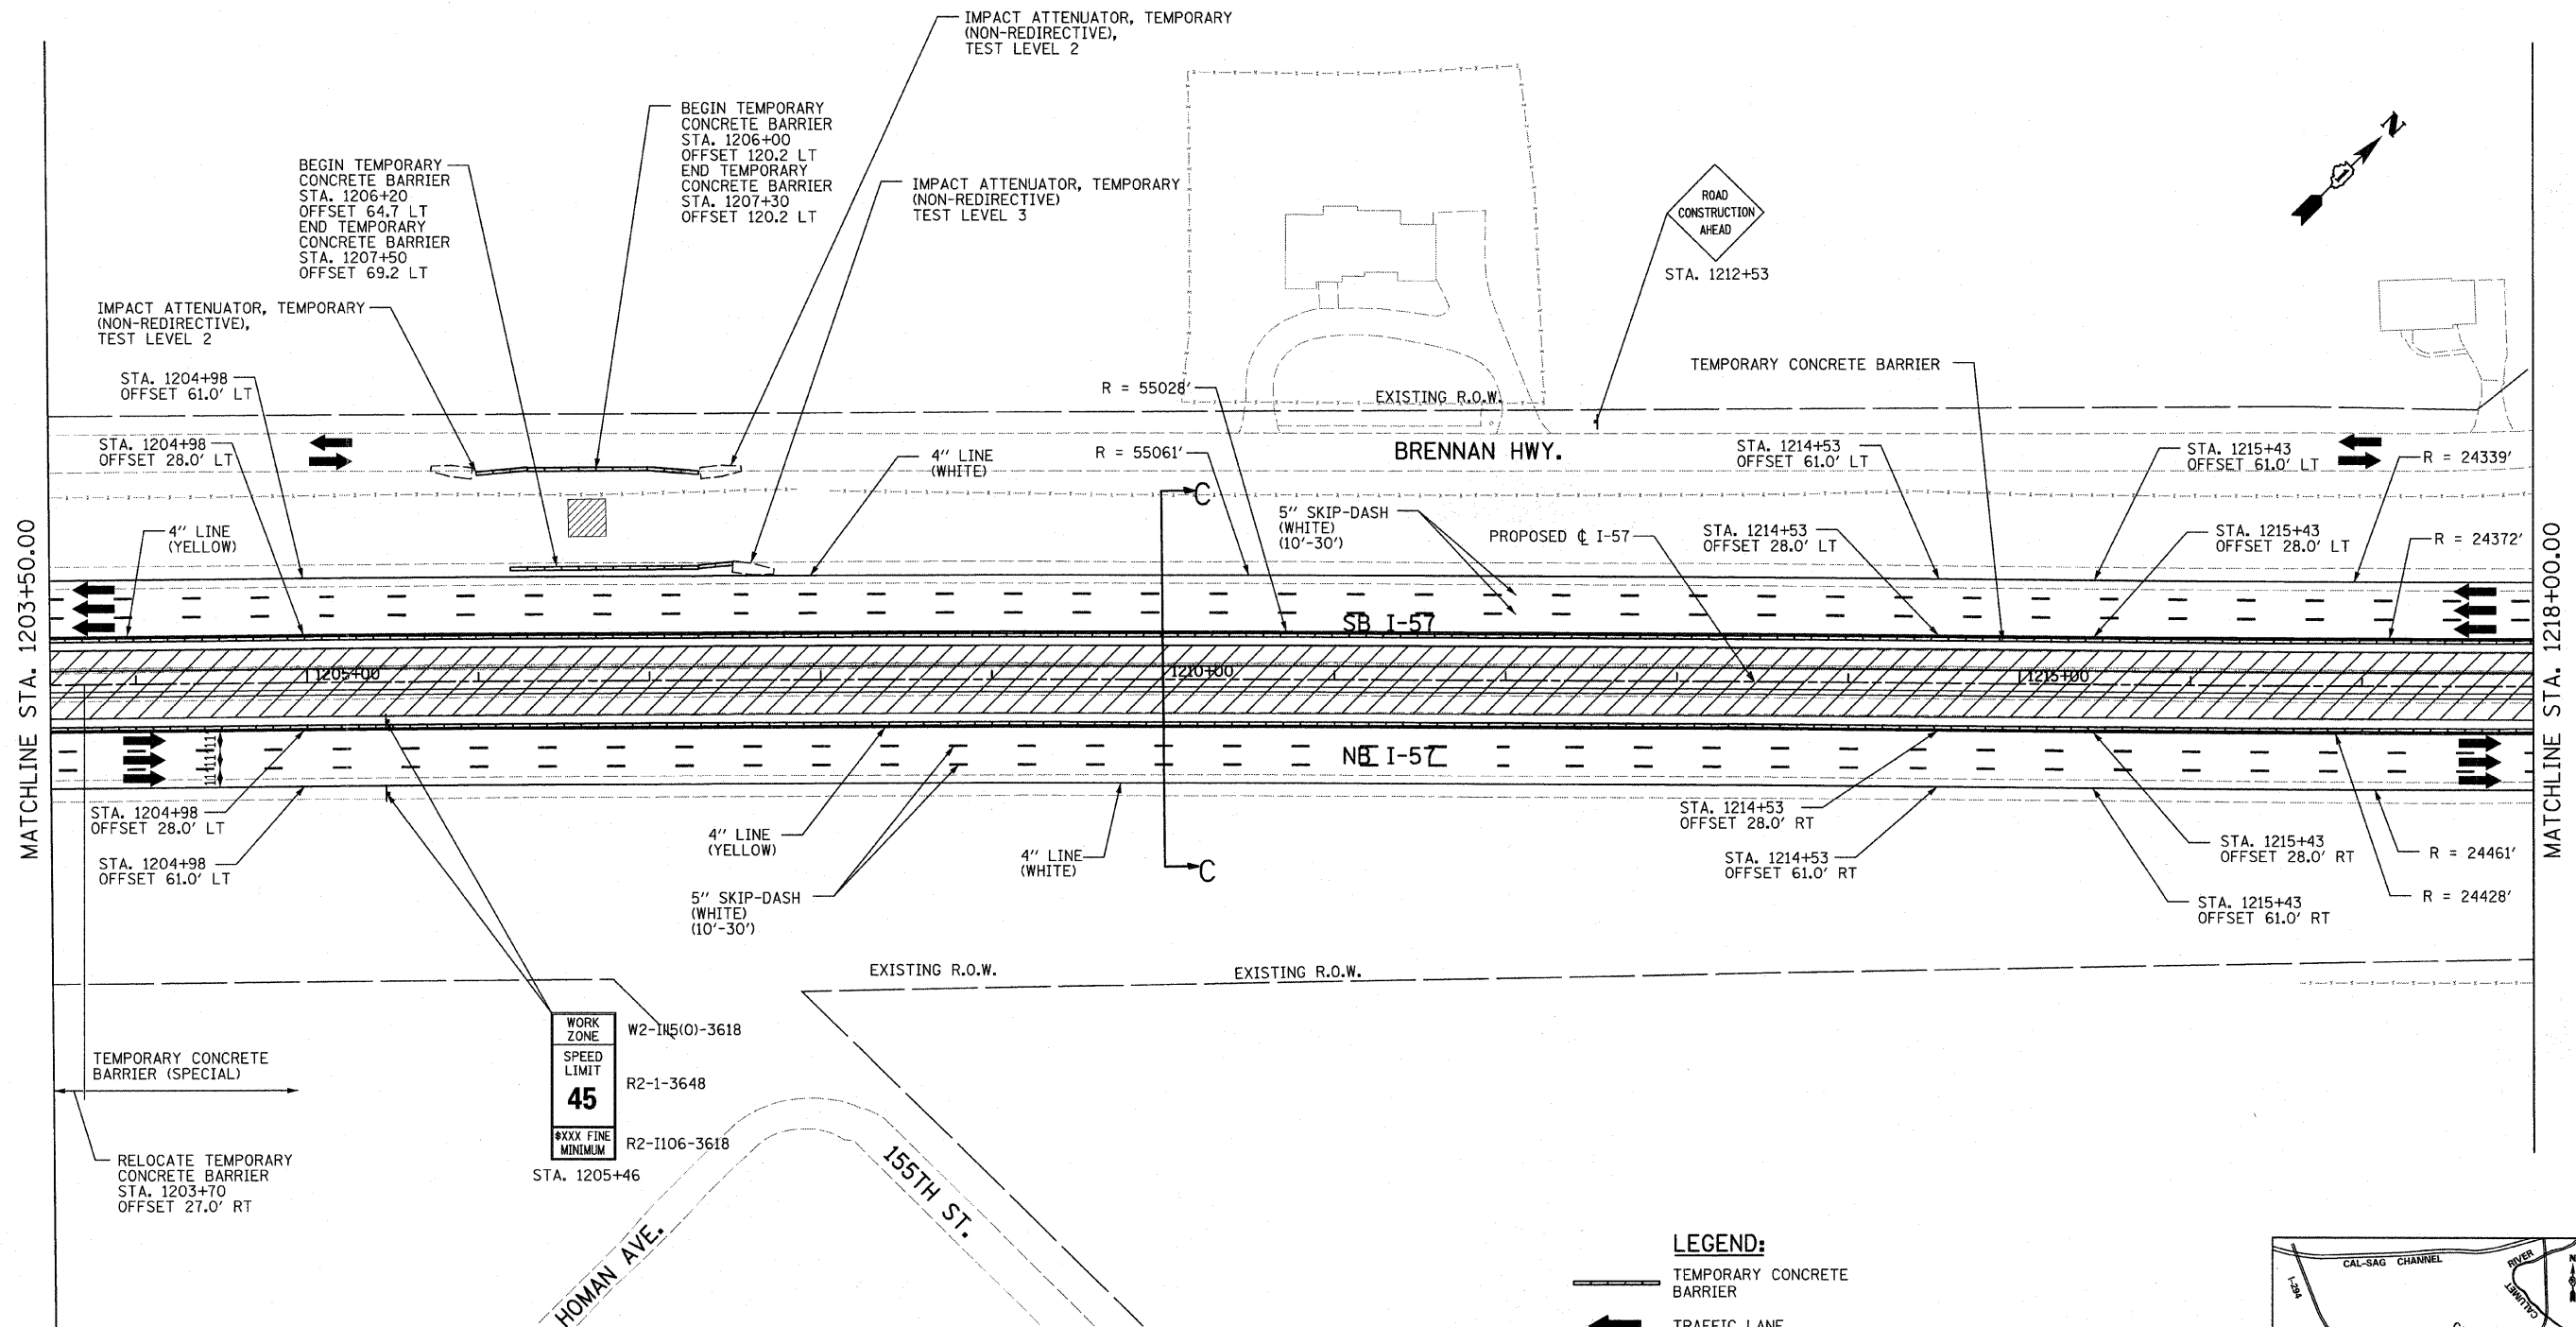 IMPACT ATTENUATOR, TEMPORARY
(NON-REDIRECTIVE),
TEST LEVEL 2
BEGIN TEMPORARY
CONCRETE BARRIER
STA. 1206+00
OFFSET 120.2 LT
END TEMPORARY
CONCRETE BARRIER
STA. 1207+30
OFFSET 120.2 LT
BEGIN TEMPORARY
CONCRETE BARRIER
STA. 1206+20
OFFSET 64.7 LT
END TEMPORARY
CONCRETE BARRIER
STA. 1207+50
OFFSET 69.2 LT
IMPACT ATTENUATOR, TEMPORARY
(NON-REDIRECTIVE)
TEST LEVEL 3
N
ROAD
CONSTRUCTION
AHEAD
STA. 1212+53
IMPACT ATTENUATOR, TEMPORARY
(NON-REDIRECTIVE),
TEST LEVEL 2
STA. 1204+98
OFFSET 61.0' LT
TEMPORARY CONCRETE BARRIER
R = 55028'
EXISTING R.O.W.
STA. 1204+98
OFFSET 28.0' LT
R = 55061'
4" LINE
(WHITE)
BRENNAN HWY.
STA. 1214+53
OFFSET 61.0' LT
STA. 1215+43
OFFSET 61.0' LT
R = 24339'
C
4" LINE
(YELLOW)
5" SKIP-DASH
(WHITE)
(10'-30')
PROPOSED ℄ I-57
STA. 1214+53
OFFSET 28.0' LT
STA. 1215+43
OFFSET 28.0' LT
R = 24372'
MATCHLINE STA. 1203+50.00
MATCHLINE STA. 1218+00.00
SB I-57
1205+00
1210+00
1215+00
11'
11'
11'
NB I-57
STA. 1204+98
OFFSET 28.0' LT
STA. 1204+98
OFFSET 61.0' LT
4" LINE
(YELLOW)
4" LINE
(WHITE)
C
5" SKIP-DASH
(WHITE)
(10'-30')
STA. 1214+53
OFFSET 28.0' RT
STA. 1214+53
OFFSET 61.0' RT
STA. 1215+43
OFFSET 28.0' RT
R = 24461'
STA. 1215+43
OFFSET 61.0' RT
R = 24428'
EXISTING R.O.W.
EXISTING R.O.W.
WORK
ZONE
SPEED
LIMIT
45
$XXX FINE
MINIMUM
W2-I115(O)-3618
R2-1-3648
R2-I106-3618
STA. 1205+46
TEMPORARY CONCRETE
BARRIER (SPECIAL)
RELOCATE TEMPORARY
CONCRETE BARRIER
STA. 1203+70
OFFSET 27.0' RT
155TH ST.
HOMAN AVE.
LEGEND:
TEMPORARY CONCRETE
BARRIER
TRAFFIC LANE
CAL-SAG CHANNEL
RIVER
CALUMET
I-294
N